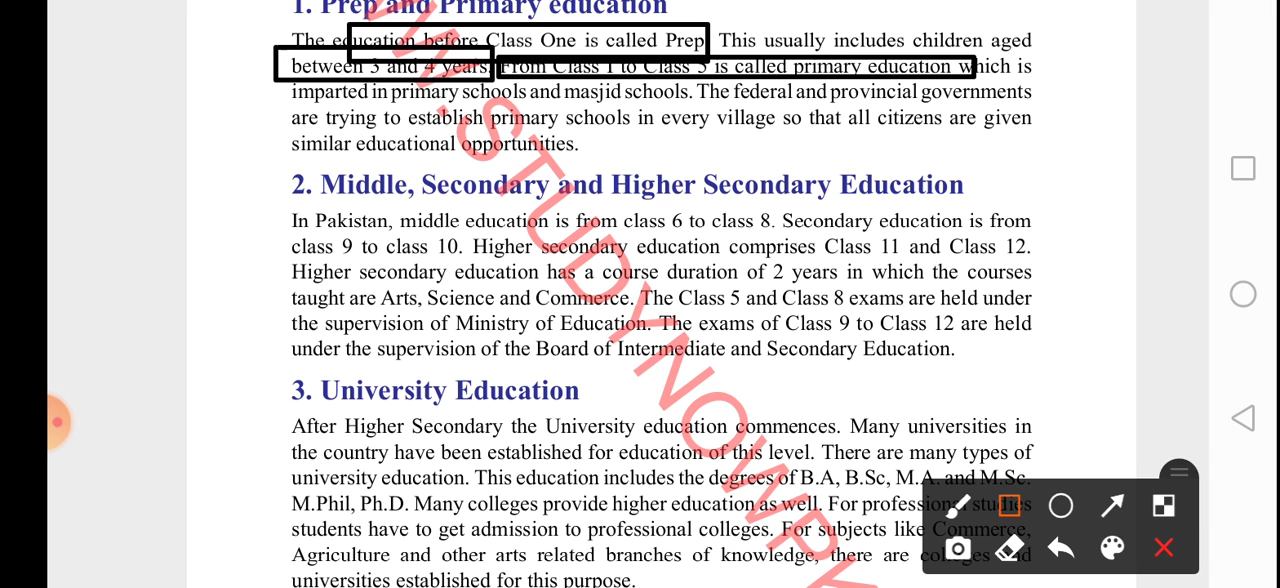 1. Prep and Primary education
The education before Class One is called Prep. This usually includes children aged
between 3 and 4 years. From Class 1 to Class 5 is called primary education which is
imparted in primary schools and masjid schools. The federal and provincial governments
are trying to establish primary schools in every village so that all citizens are given
similar educational opportunities.
2. Middle, Secondary and Higher Secondary Education
In Pakistan, middle education is from class 6 to class 8. Secondary education is from
class 9 to class 10. Higher secondary education comprises Class 11 and Class 12.
Higher secondary education has a course duration of 2 years in which the courses
taught are Arts, Science and Commerce. The Class 5 and Class 8 exams are held under
the supervision of Ministry of Education. The exams of Class 9 to Class 12 are held
under the supervision of the Board of Intermediate and Secondary Education.
3. University Education
After Higher Secondary the University education commences. Many universities in
the country have been established for education of this level. There are many types of
university education. This education includes the degrees of B.A, B.Sc, M.A. and M.Sc.
M.Phil, Ph.D. Many colleges provide higher education as well. For professional studies
students have to get admission to professional colleges. For subjects like Commerce,
Agriculture and other arts related branches of knowledge, there are colleges and
universities established for this purpose.
W.STUDYNOWPK